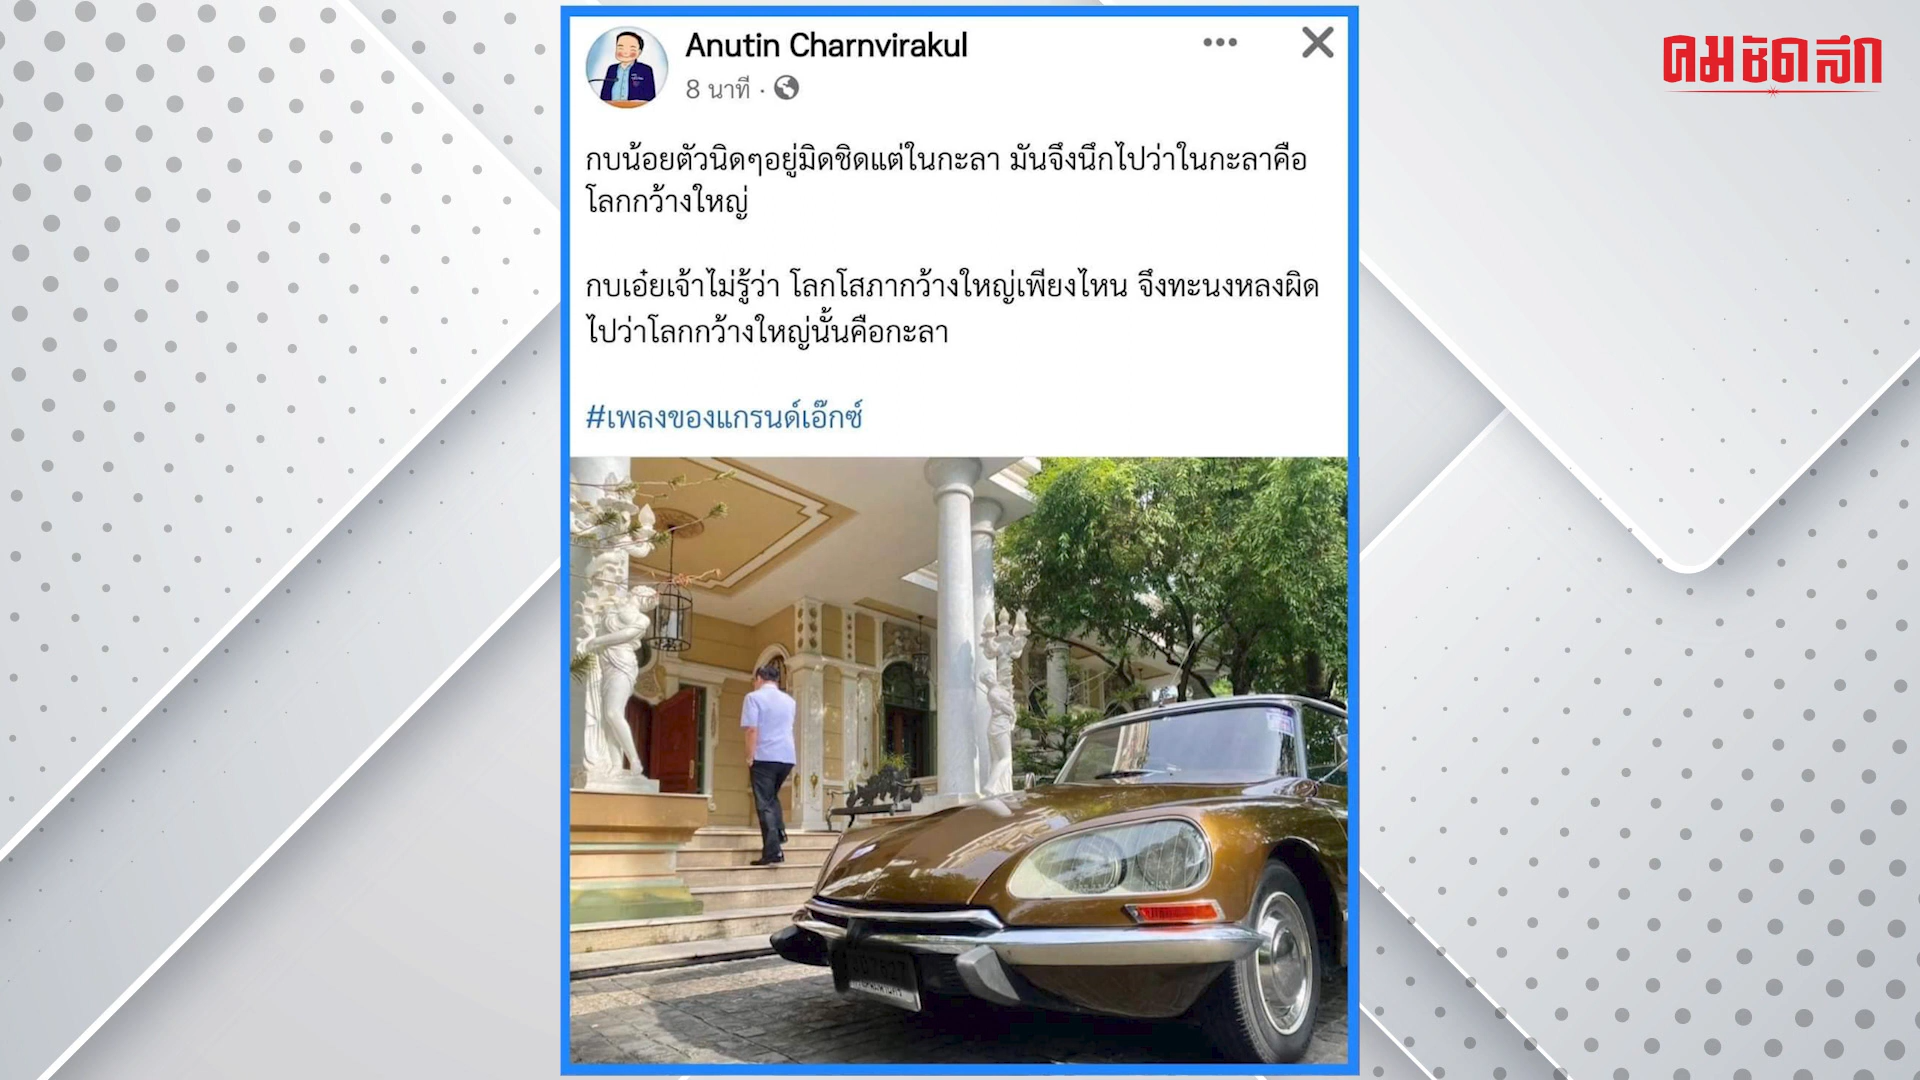 Anutin Charnvirakul
8 นาที ·
คมชัดลึก
กบน้อยตัวนิดๆอยู่มิดชิดแต่ในกะลา มันจึงนึกไปว่าในกะลาคือ
โลกกว้างใหญ่
กบเอ๋ยเจ้าไม่รู้ว่า โลกโสภากว้างใหญ่เพียงไหน จึงทะนงหลงผิด
ไปว่าโลกกว้างใหญ่นั้นคือกะลา
#เพลงของแกรนด์เอ๊กซ์